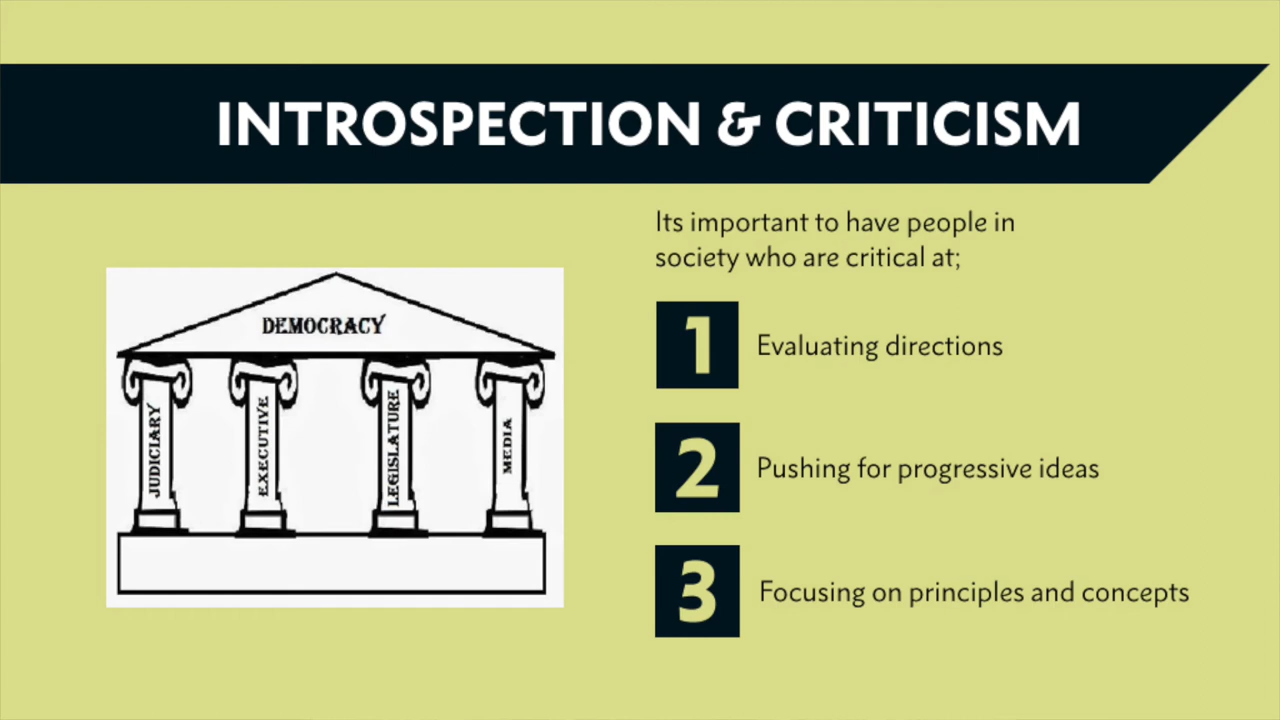 INTROSPECTION & CRITICISM
DEMOCRACY
JUDICIARY
EXECUTIVE
LEGISLATURE
MEDIA
Its important to have people in
society who are critical at;
1 Evaluating directions
2 Pushing for progressive ideas
3 Focusing on principles and concepts